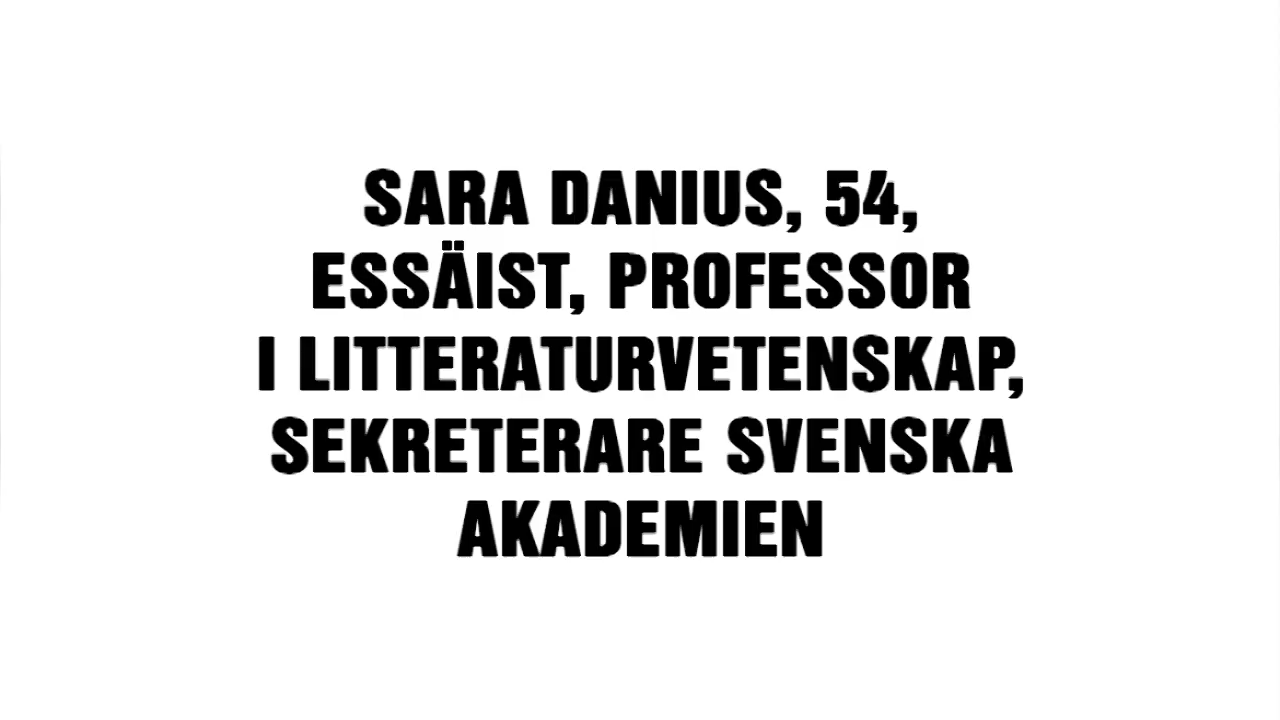 SARA DANIUS, 54,
ESSÄIST, PROFESSOR
I LITTERATURVETENSKAP,
SEKRETERARE SVENSKA
AKADEMIEN